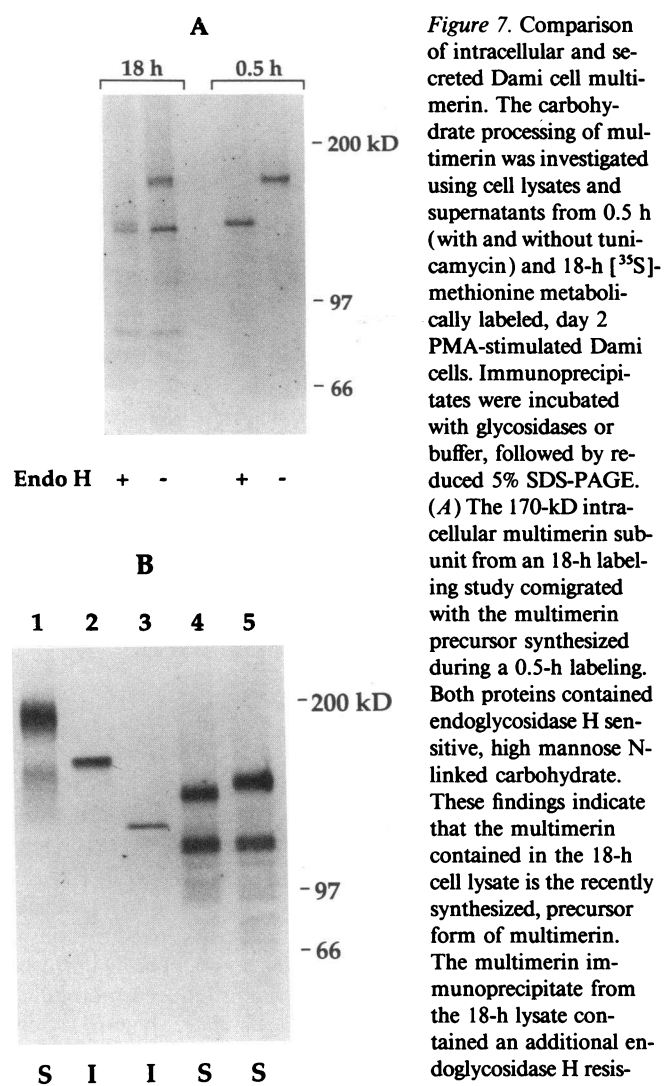 A
18 h 0.5 h
200 kD
97
66
Endo H + - + -
B
1 2 3 4 5
200 kD
97
66
S I I S S
Figure 7. Comparison
of intracellular and se-
creted Dami cell multi-
merin. The carbohy-
drate processing of mul-
timerin was investigated
using cell lysates and
supernatants from 0.5 h
(with and without tuni-
camycin) and 18-h [³⁵S]-
methionine metaboli-
cally labeled, day 2
PMA-stimulated Dami
cells. Immunoprecipi-
tates were incubated
with glycosidases or
buffer, followed by re-
duced 5% SDS-PAGE.
(A) The 170-kD intra-
cellular multimerin sub-
unit from an 18-h label-
ing study comigrated
with the multimerin
precursor synthesized
during a 0.5-h labeling.
Both proteins contained
endoglycosidase H sen-
sitive, high mannose N-
linked carbohydrate.
These findings indicate
that the multimerin
contained in the 18-h
cell lysate is the recently
synthesized, precursor
form of multimerin.
The multimerin im-
munoprecipitate from
the 18-h lysate con-
tained an additional en-
doglycosidase H resis-